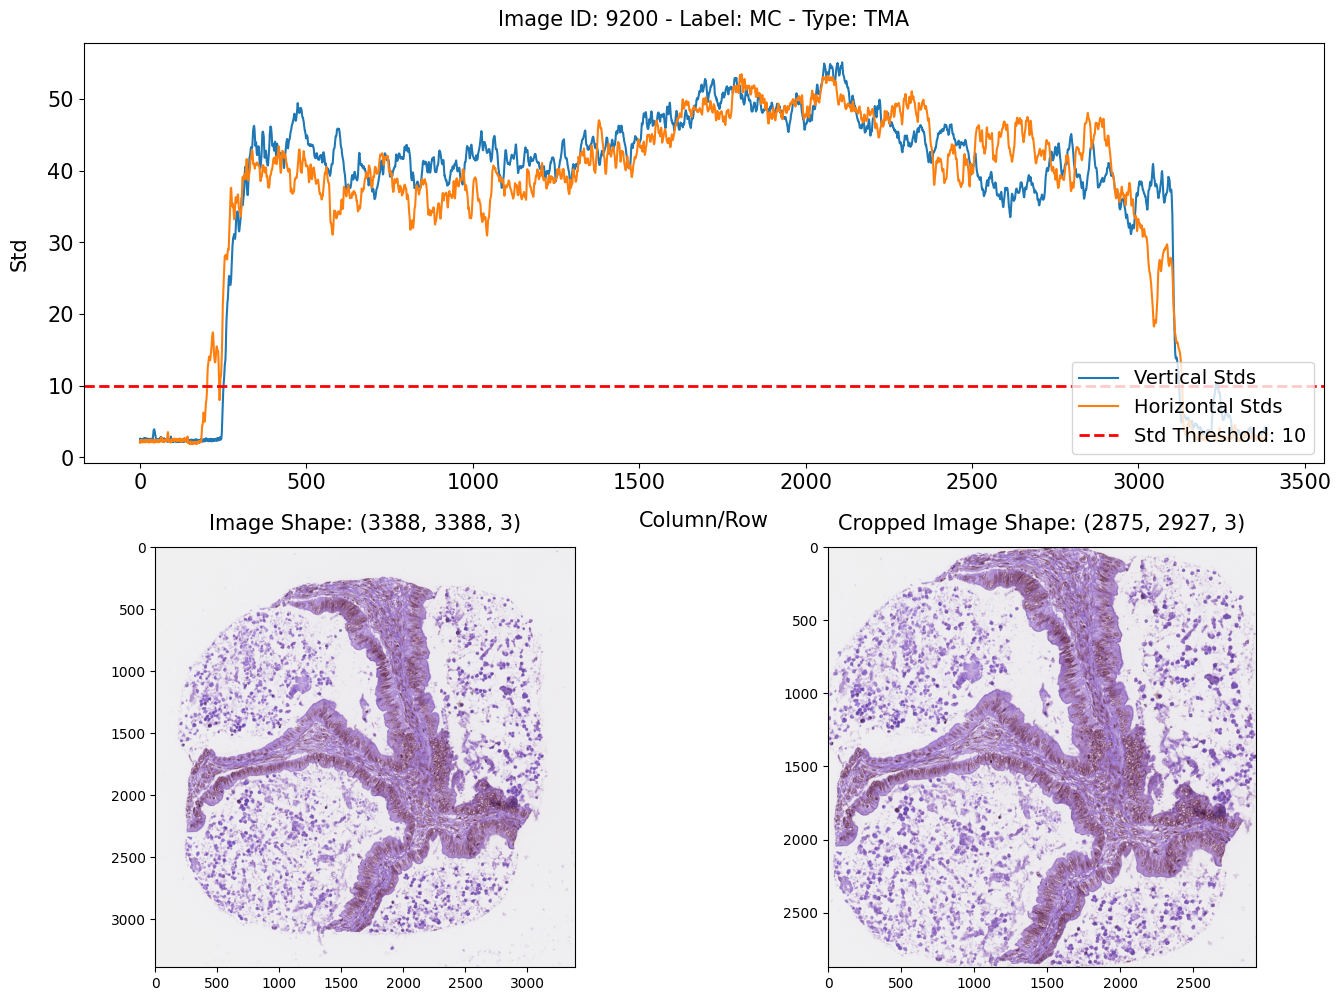 Image ID: 9200 - Label: MC - Type: TMA
Std
50
40
30
20
10
0
0 500 1000 1500 2000 2500 3000 3500
Vertical Stds
Horizontal Stds
Std Threshold: 10
Column/Row
Image Shape: (3388, 3388, 3)
0
500
1000
1500
2000
2500
3000
0 500 1000 1500 2000 2500 3000
Cropped Image Shape: (2875, 2927, 3)
0
500
1000
1500
2000
2500
0 500 1000 1500 2000 2500